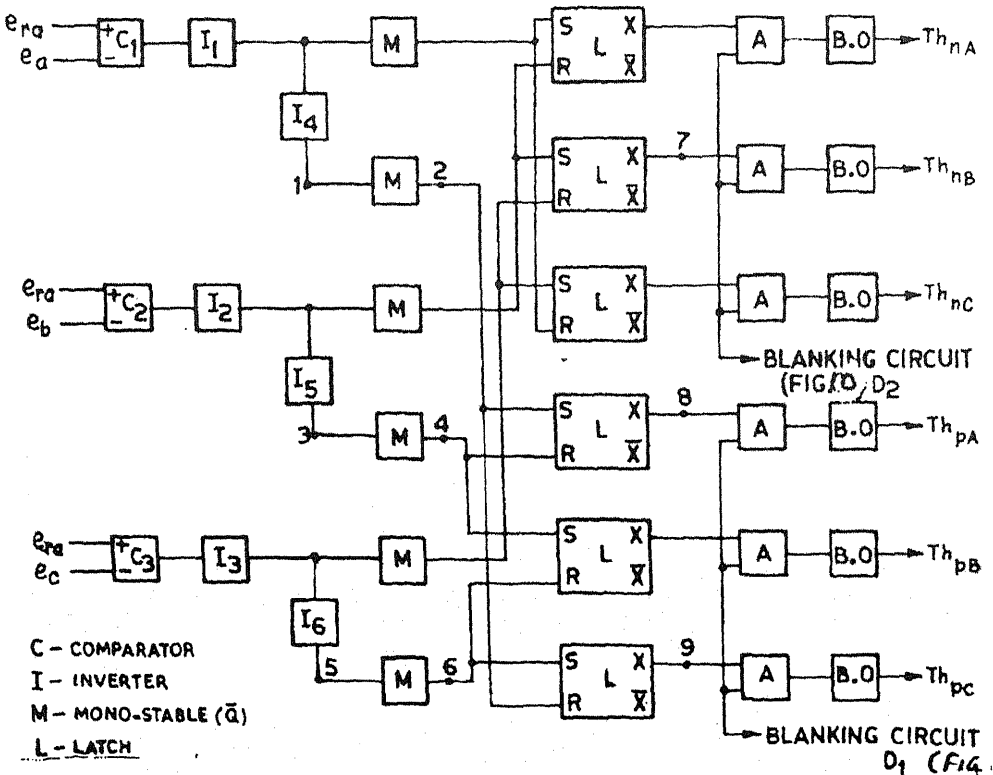 e_ra + C1 I1 M S L X A B.O Th_nA
e_a - R X̅
I4
1 M 2 S L X 7 A B.O Th_nB
R X̅
e_ra + C2 I2 M S L X A B.O Th_nC
e_b - R X̅
BLANKING CIRCUIT
I5 D2
3 M 4 S L X 8 A B.O Th_pA
R X̅
e_ra + C3 I3 M S L X A B.O Th_pB
e_c - R X̅
I6
5 M 6 S L X 9 A B.O Th_pC
R X̅
C - COMPARATOR
I - INVERTER
M - MONO-STABLE (Q̅)
L - LATCH
BLANKING CIRCUIT
D1 (FIG.